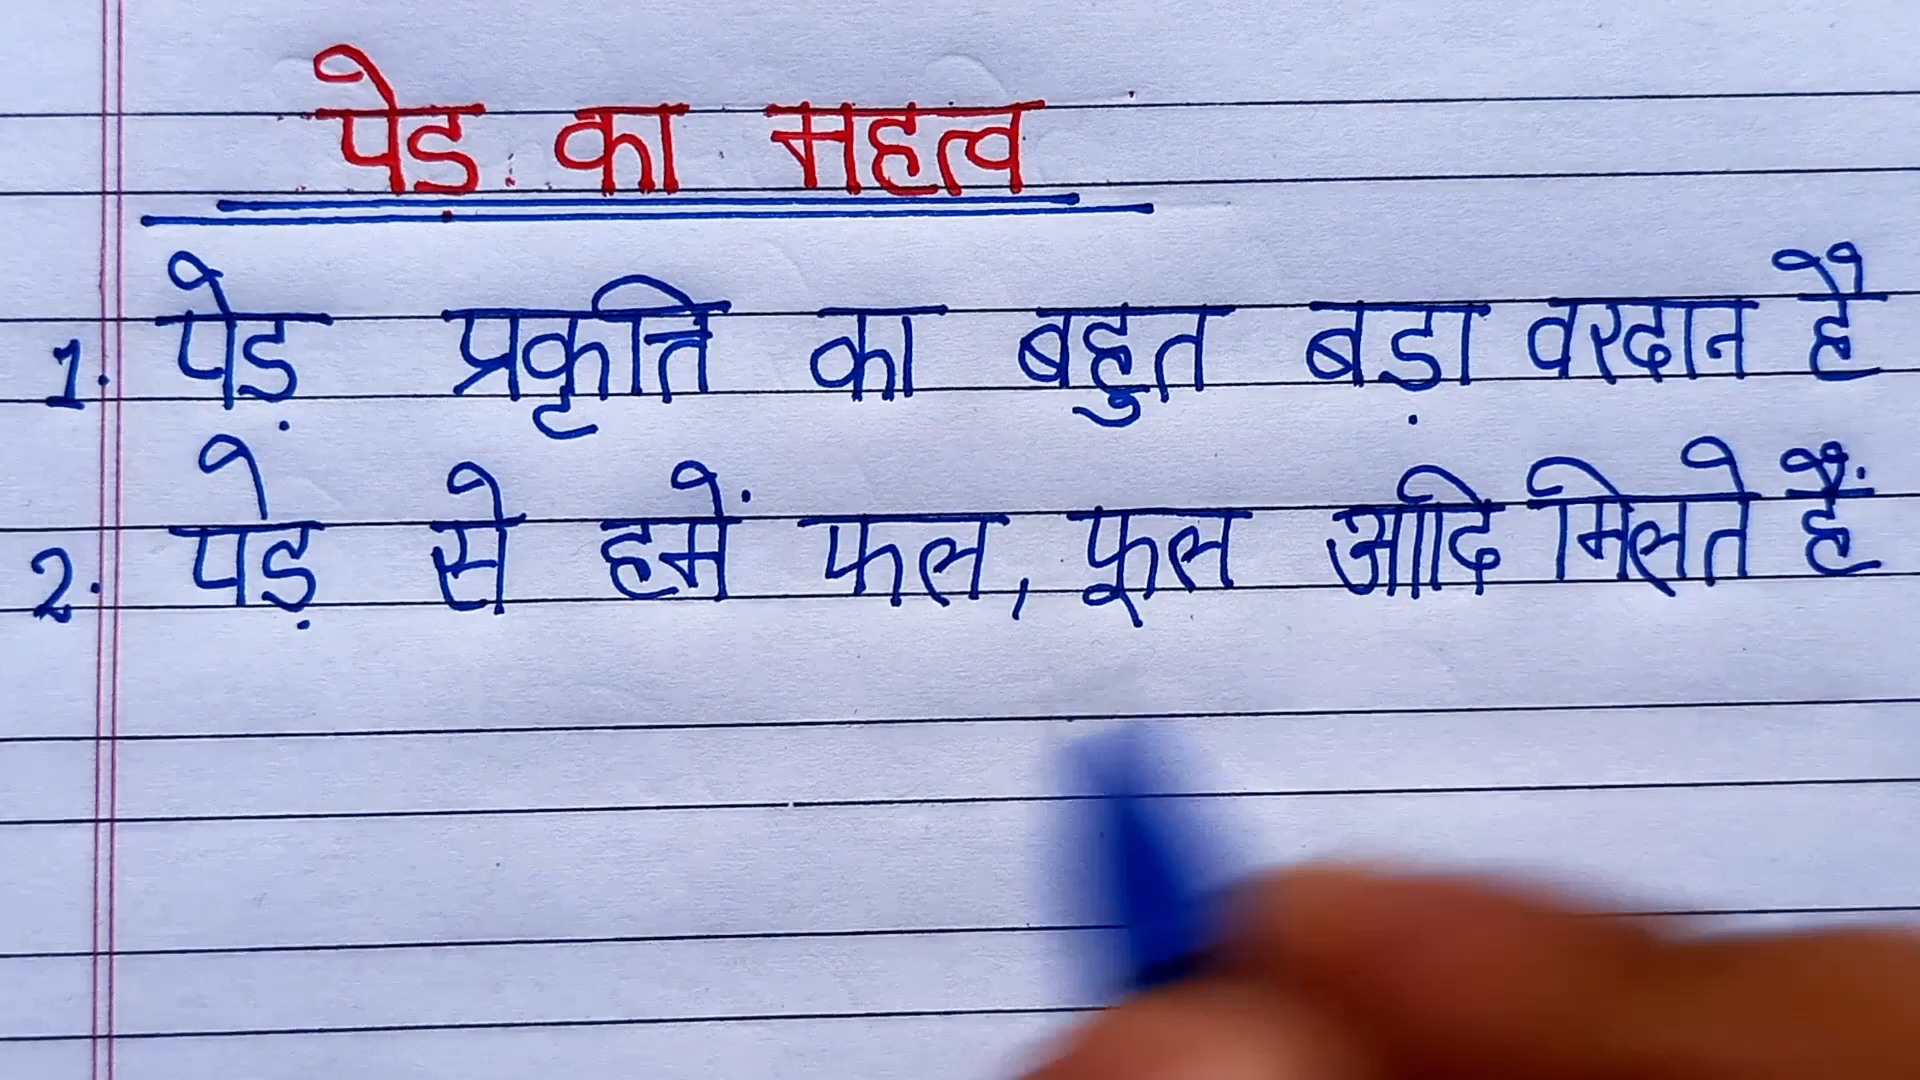 पेड का महत्व
1. पेड़ प्रकृति का बहुत बड़ा वरदान है
2. पेड़ से हमें फल, फूल आदि मिलते हैं